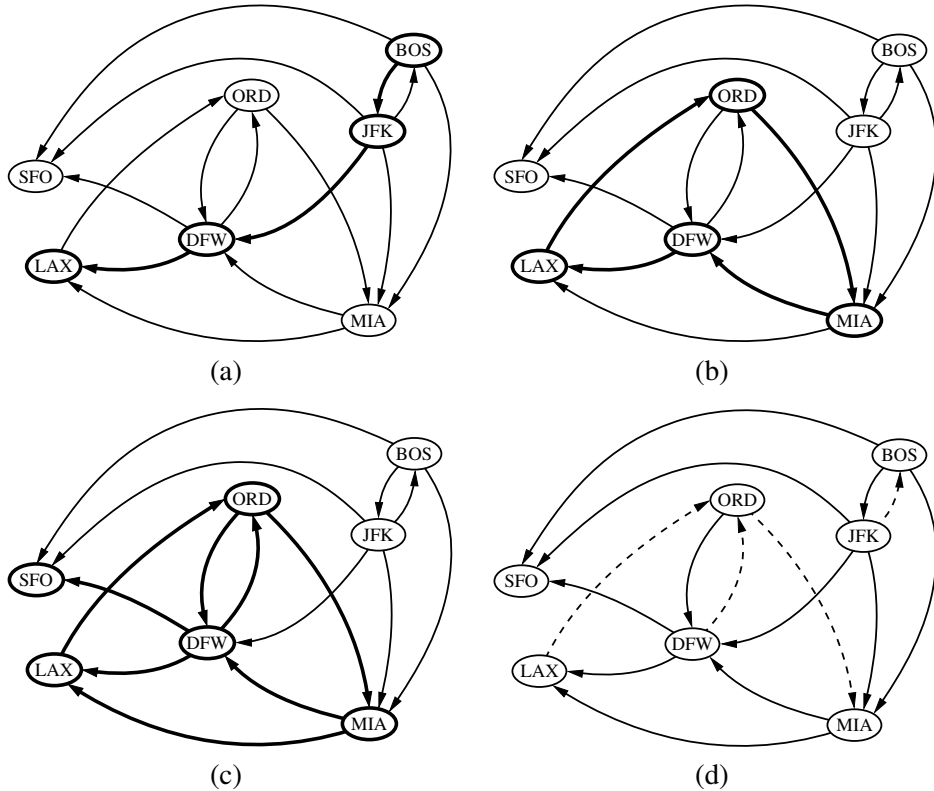 BOS
ORD
JFK
SFO
DFW
LAX
MIA
(a)
BOS
ORD
JFK
SFO
DFW
LAX
MIA
(b)
BOS
ORD
JFK
SFO
DFW
LAX
MIA
(c)
BOS
ORD
JFK
SFO
DFW
LAX
MIA
(d)